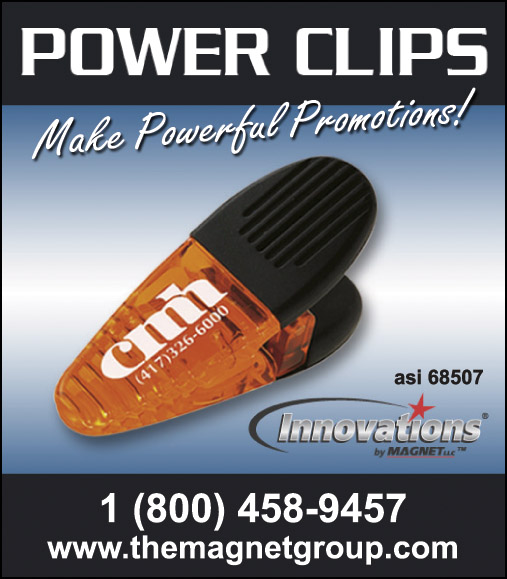 POWER CLIPS
Make Powerful Promotions!
cmh
(417)326-6000
asi 68507
Innovations®
by MAGNET LLC™
1 (800) 458-9457
www.themagnetgroup.com